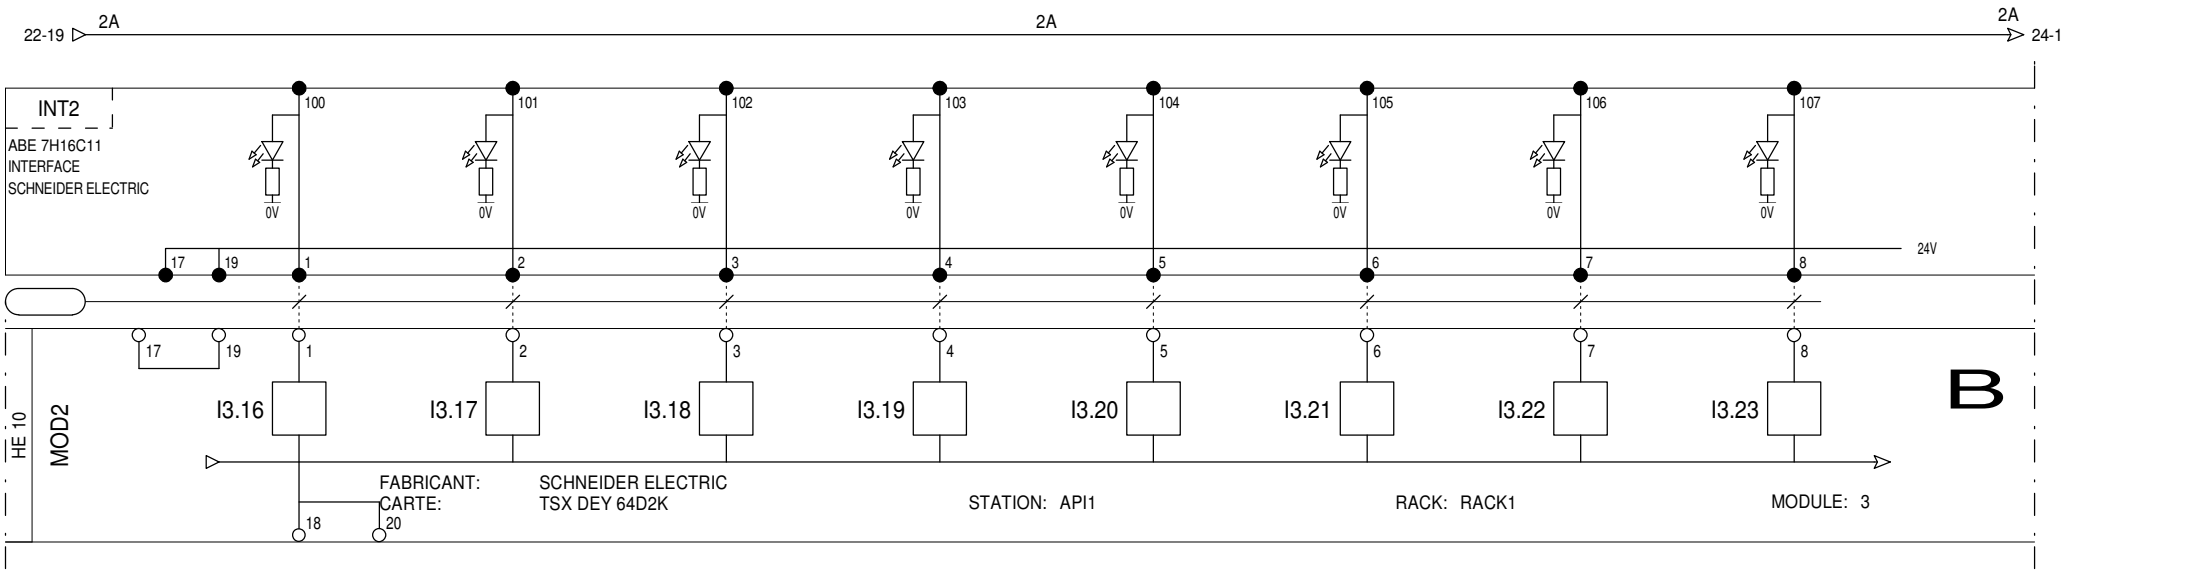 2A 2A 2A
22-19 24-1
100 101 102 103 104 105 106 107
INT2
ABE 7H16C11
INTERFACE
SCHNEIDER ELECTRIC
0V 0V 0V 0V 0V 0V 0V 0V
24V
17 19 1 2 3 4 5 6 7 8
17 19 1 2 3 4 5 6 7 8
B
I3.16 I3.17 I3.18 I3.19 I3.20 I3.21 I3.22 I3.23
HE 10
MOD2
FABRICANT: SCHNEIDER ELECTRIC
CARTE: TSX DEY 64D2K STATION: API1 RACK: RACK1 MODULE: 3
18 20